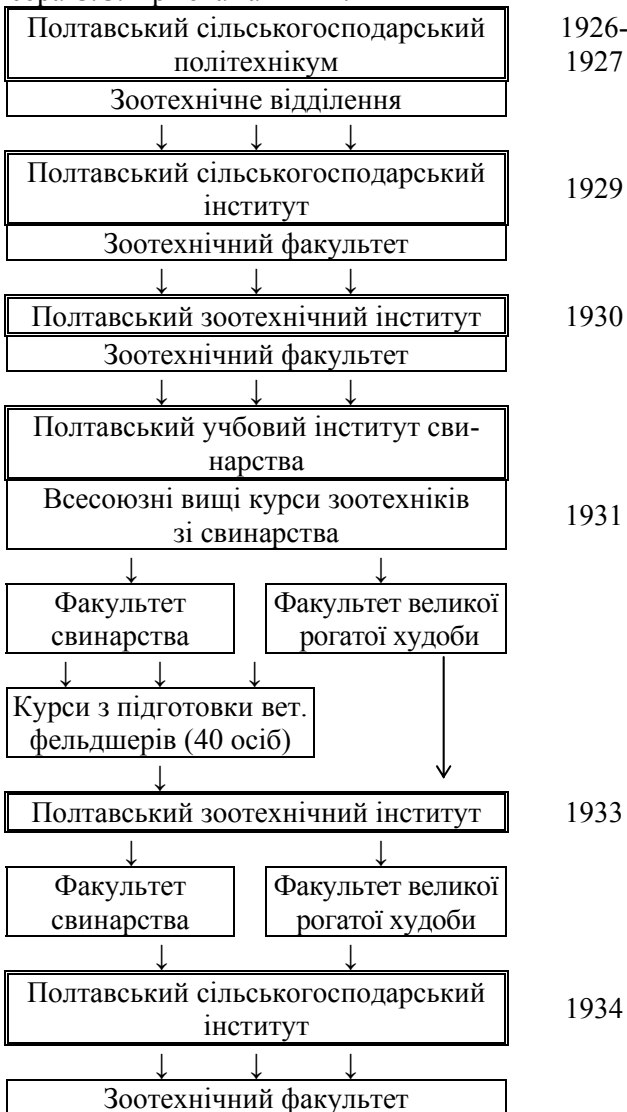 Полтавський сільськогосподарський
політехнікум
1926-
1927
Зоотехнічне відділення
↓ ↓ ↓
Полтавський сільськогосподарський
інститут
1929
Зоотехнічний факультет
↓ ↓ ↓
Полтавський зоотехнічний інститут
1930
Зоотехнічний факультет
↓ ↓ ↓
Полтавський учбовий інститут сви-
нарства
Всесоюзні вищі курси зоотехніків
зі свинарства
1931
↓ ↓
Факультет
свинарства
Факультет великої
рогатої худоби
↓ ↓ ↓
Курси з підготовки вет.
фельдшерів (40 осіб)
↓ ↓
Полтавський зоотехнічний інститут
1933
↓ ↓
Факультет
свинарства
Факультет великої
рогатої худоби
↓ ↓
Полтавський сільськогосподарський
інститут
1934
↓ ↓ ↓
Зоотехнічний факультет